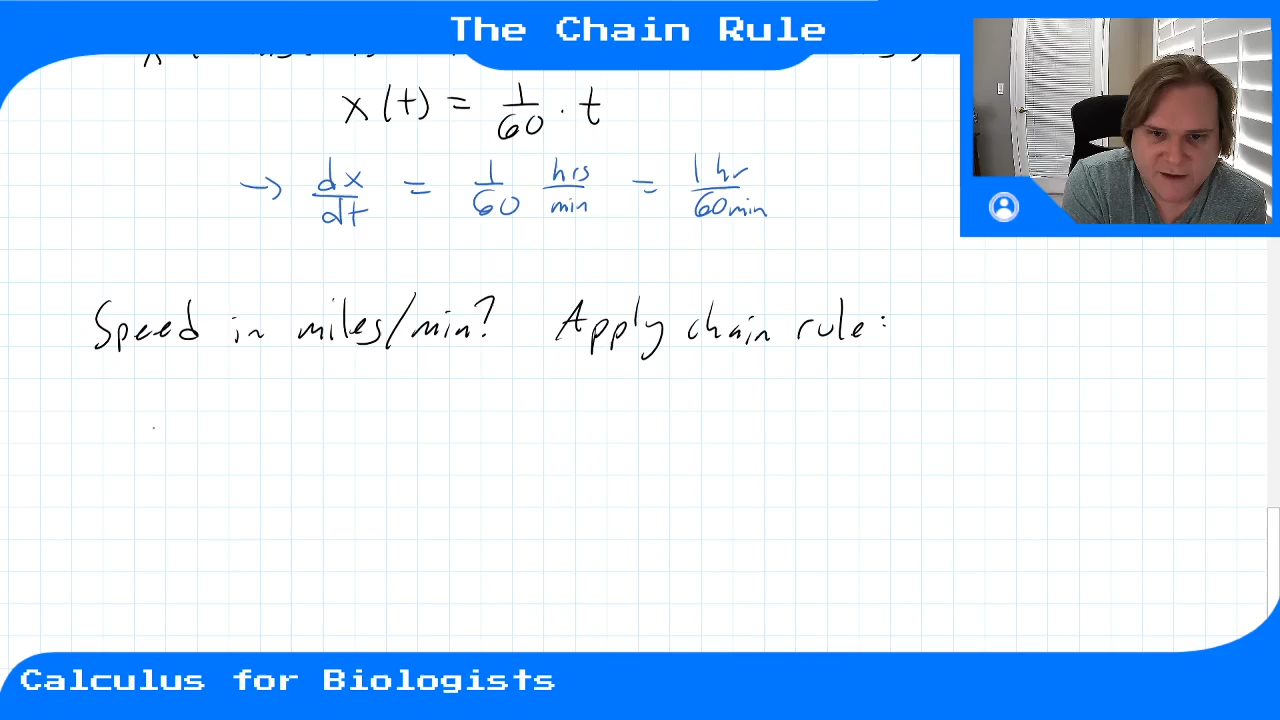 The Chain Rule
x(t) = 1/60 · t
→ dx/dt = 1/60 hrs/min = 1 hr/60 min
Speed in miles/min? Apply chain rule:
Calculus for Biologists